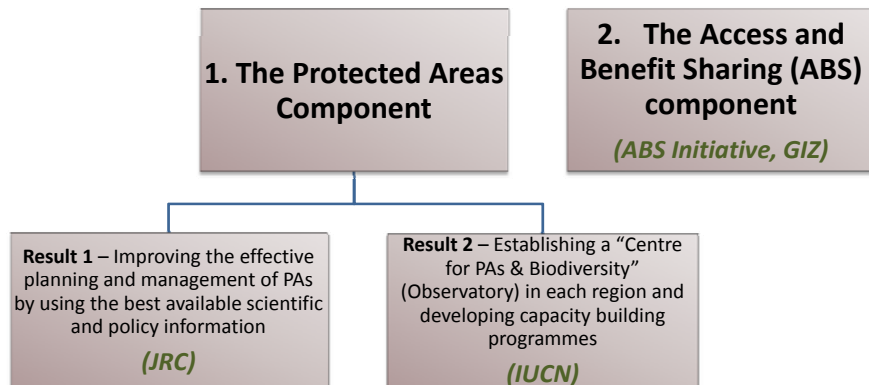 1. The Protected Areas
Component
2. The Access and
Benefit Sharing (ABS)
component
(ABS Initiative, GIZ)
Result 1 – Improving the effective
planning and management of PAs
by using the best available scientific
and policy information
(JRC)
Result 2 – Establishing a “Centre
for PAs & Biodiversity”
(Observatory) in each region and
developing capacity building
programmes
(IUCN)